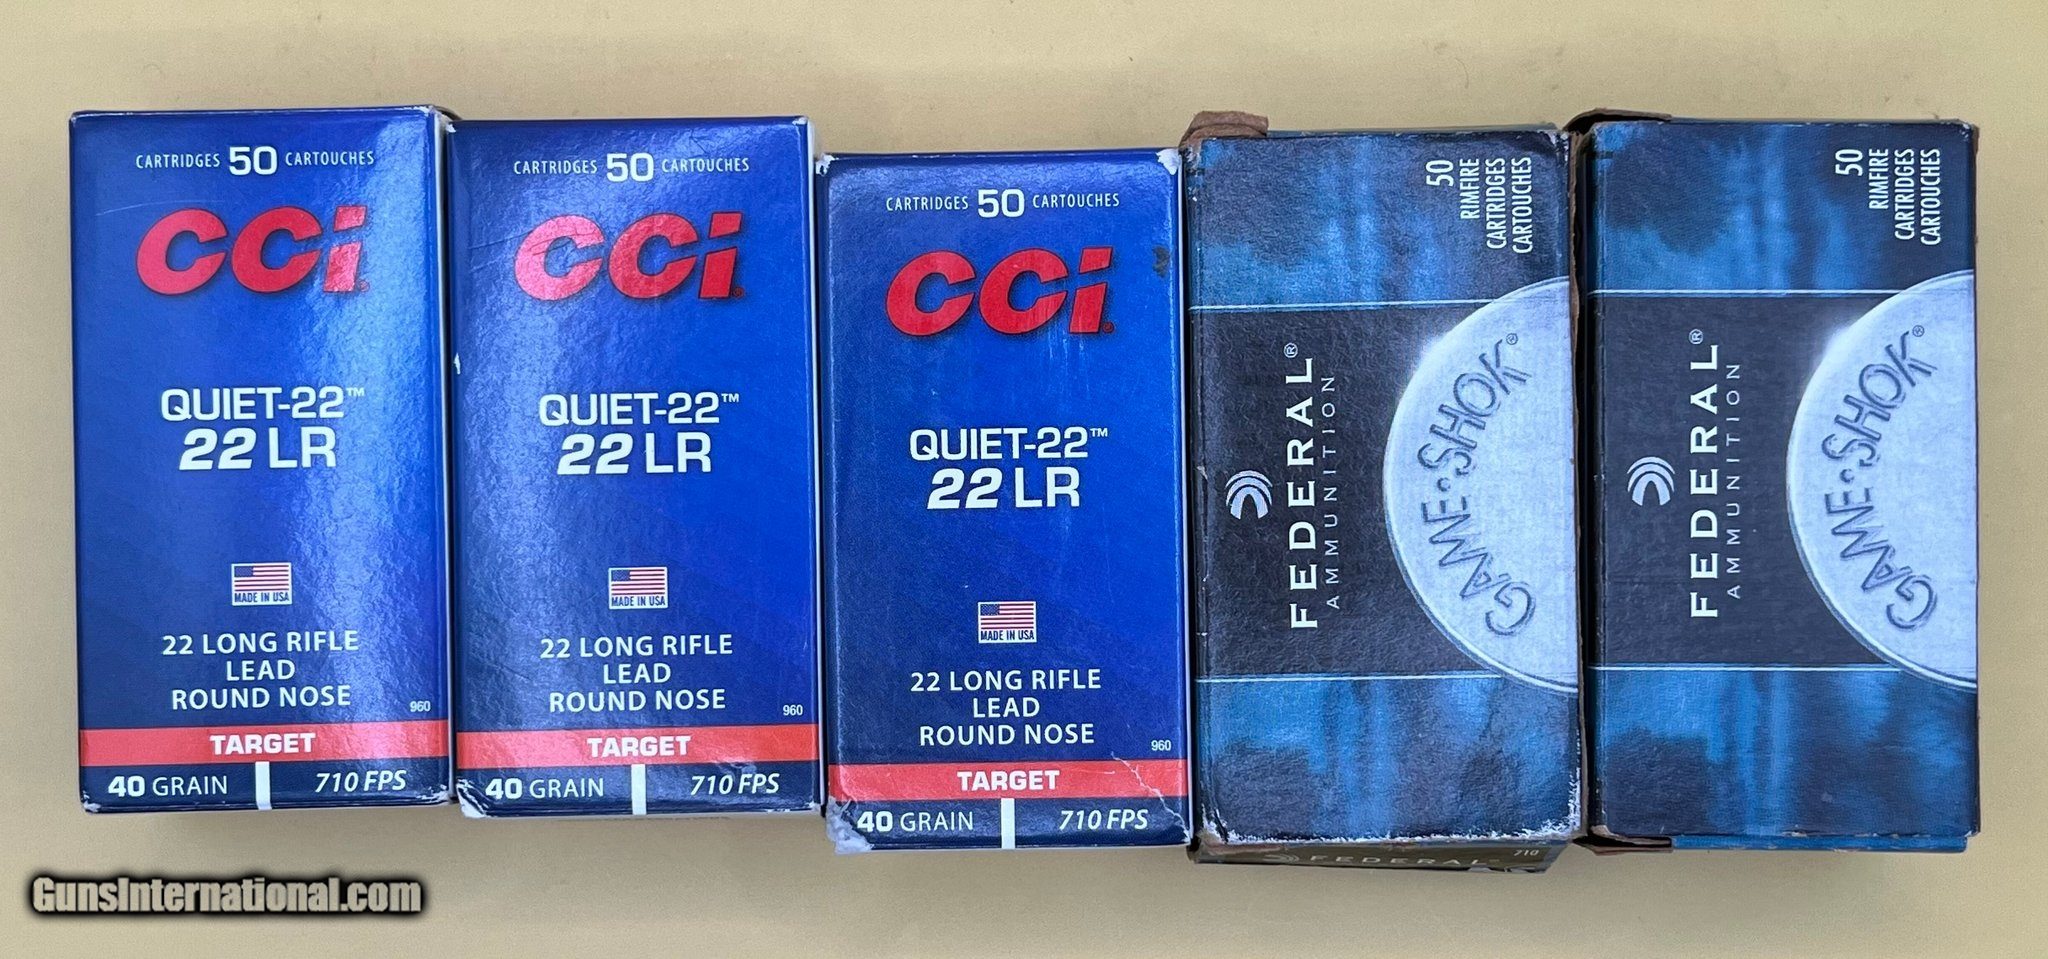 CARTRIDGES 50 CARTOUCHES
CCi®
QUIET-22™
22 LR
MADE IN USA
22 LONG RIFLE
LEAD
ROUND NOSE
960
TARGET
40 GRAIN 710 FPS
CARTRIDGES 50 CARTOUCHES
CCi®
QUIET-22™
22 LR
MADE IN USA
22 LONG RIFLE
LEAD
ROUND NOSE
960
TARGET
40 GRAIN 710 FPS
CARTRIDGES 50 CARTOUCHES
CCi®
QUIET-22™
22 LR
MADE IN USA
22 LONG RIFLE
LEAD
ROUND NOSE
960
TARGET
40 GRAIN 710 FPS
50
RIMFIRE
CARTRIDGES
CARTOUCHES
FEDERAL®
AMMUNITION
GAME·SHOK®
FEDERAL®
710
50
RIMFIRE
CARTRIDGES
CARTOUCHES
FEDERAL®
AMMUNITION
GAME·SHOK®
GunsInternational.com